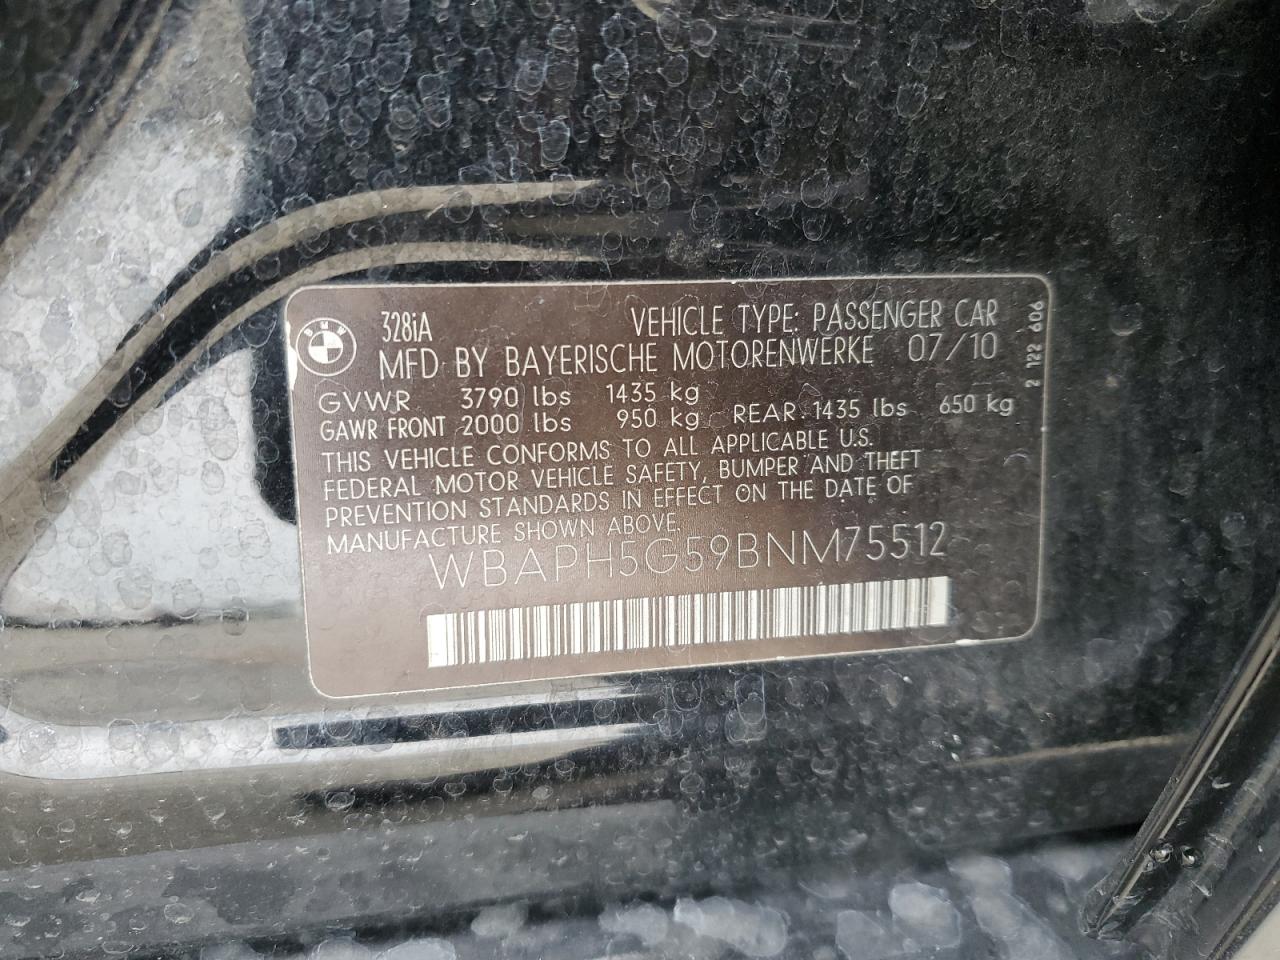 BMW
328iA VEHICLE TYPE: PASSENGER CAR
MFD BY BAYERISCHE MOTORENWERKE 07/10
GVWR 3790 lbs 1435 kg
GAWR FRONT 2000 lbs 950 kg REAR 1435 lbs 650 kg
THIS VEHICLE CONFORMS TO ALL APPLICABLE U.S.
FEDERAL MOTOR VEHICLE SAFETY, BUMPER AND THEFT
PREVENTION STANDARDS IN EFFECT ON THE DATE OF
MANUFACTURE SHOWN ABOVE.
WBAPH5G59BNM75512
2 122 606